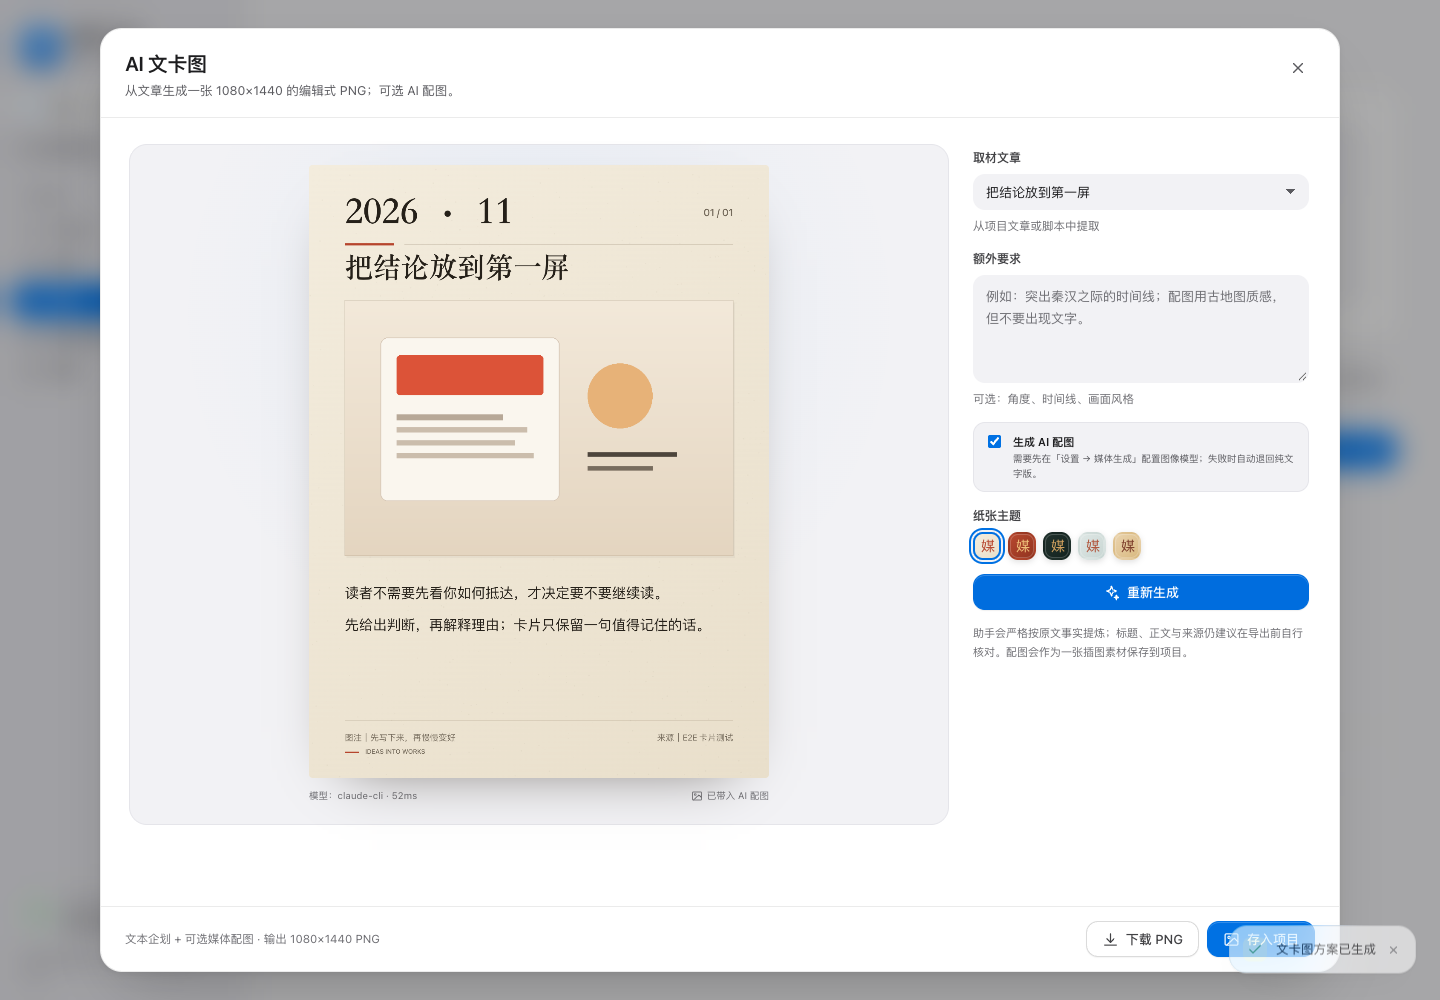 AI 文卡图
从文章生成一张 1080×1440 的编辑式 PNG；可选 AI 配图。
2026 · 11
01 / 01
把结论放到第一屏
读者不需要先看你如何抵达，才决定要不要继续读。
先给出判断，再解释理由；卡片只保留一句值得记住的话。
图注｜先写下来，再慢慢变好
来源｜E2E 卡片测试
IDEAS INTO WORKS
模型：claude-cli · 52ms
已带入 AI 配图
取材文章
把结论放到第一屏
从项目文章或脚本中提取
额外要求
例如：突出秦汉之际的时间线；配图用古地图质感，
但不要出现文字。
可选：角度、时间线、画面风格
生成 AI 配图
需要先在「设置 → 媒体生成」配置图像模型；失败时自动退回纯文
字版。
纸张主题
媒 媒 媒 媒 媒
重新生成
助手会严格按原文事实提炼；标题、正文与来源仍建议在导出前自行
核对。配图会作为一张插图素材保存到项目。
文本企划 + 可选媒体配图 · 输出 1080×1440 PNG
下载 PNG
存入项目
文卡图方案已生成